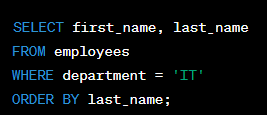 SELECT first_name, last_name
FROM employees
WHERE department = 'IT'
ORDER BY last_name;